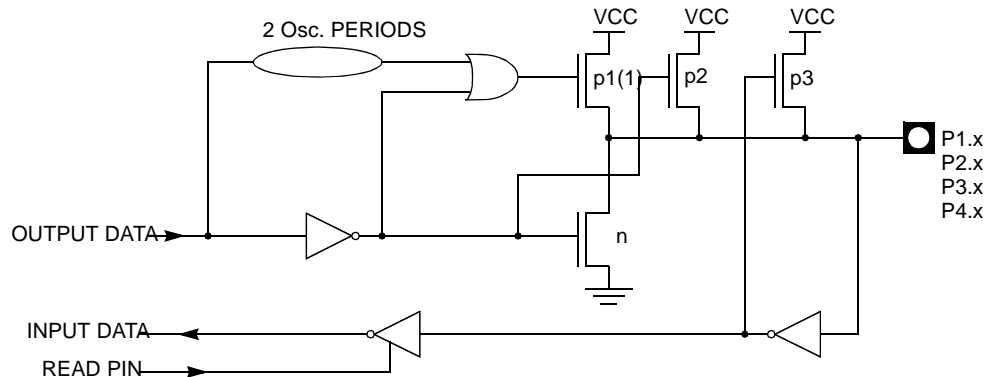 VCC VCC VCC
2 Osc. PERIODS
p1(1) p2 p3
P1.x
P2.x
P3.x
P4.x
OUTPUT DATA
n
INPUT DATA
READ PIN